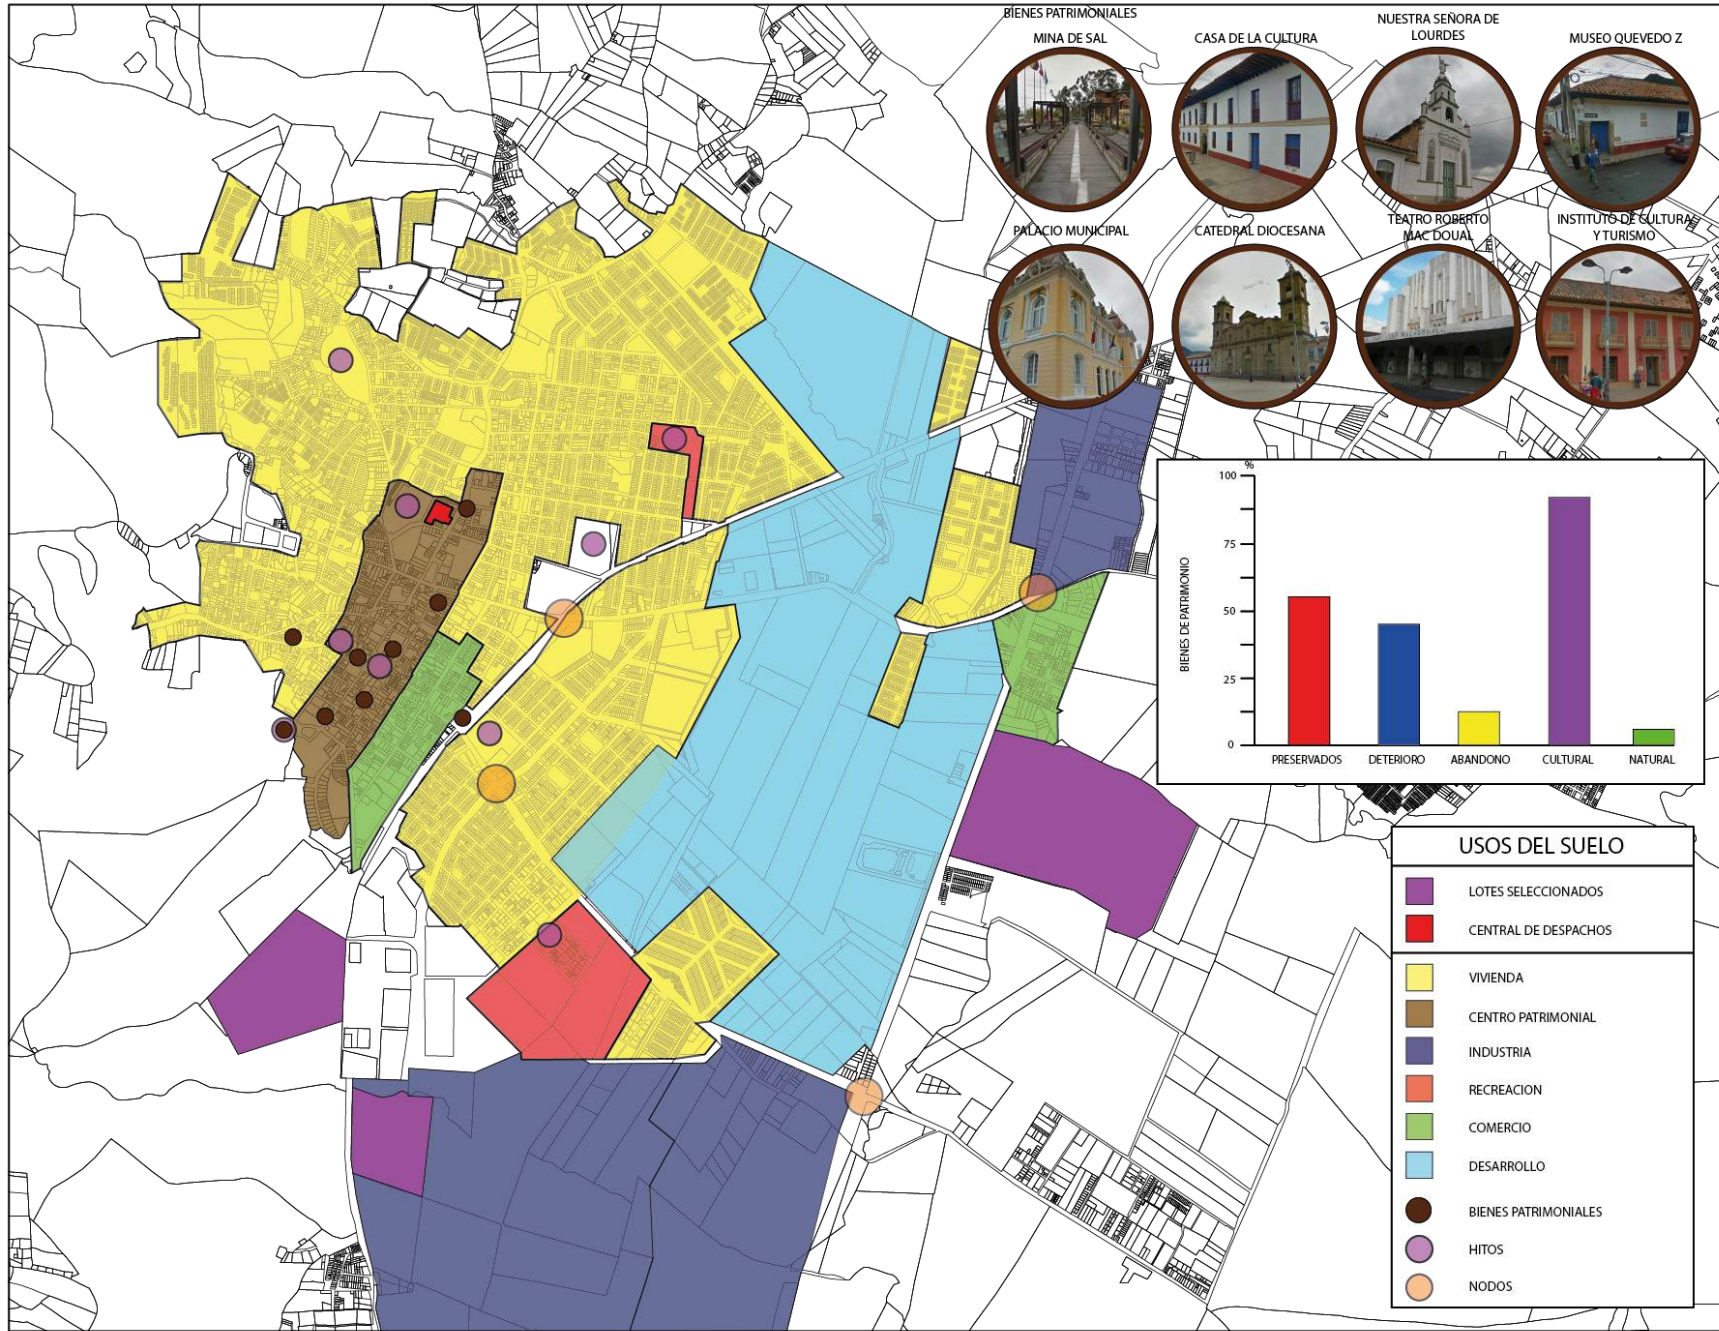 BIENES PATRIMONIALES
MINA DE SAL
CASA DE LA CULTURA
NUESTRA SEÑORA DE
LOURDES
MUSEO QUEVEDO Z
PALACIO MUNICIPAL
CATEDRAL DIOCESANA
TEATRO ROBERTO
MAC DOUAL
INSTITUTO DE CULTURA
Y TURISMO
%
100
75
50
25
0
BIENES DE PATRIMONIO
PRESERVADOS
DETERIORO
ABANDONO
CULTURAL
NATURAL
USOS DEL SUELO
LOTES SELECCIONADOS
CENTRAL DE DESPACHOS
VIVIENDA
CENTRO PATRIMONIAL
INDUSTRIA
RECREACION
COMERCIO
DESARROLLO
BIENES PATRIMONIALES
HITOS
NODOS